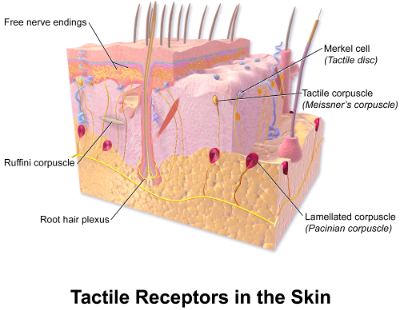 Free nerve endings
Merkel cell
(Tactile disc)
Tactile corpuscle
(Meissner's corpuscle)
Ruffini corpuscle
Root hair plexus
Lamellated corpuscle
(Pacinian corpuscle)
Tactile Receptors in the Skin